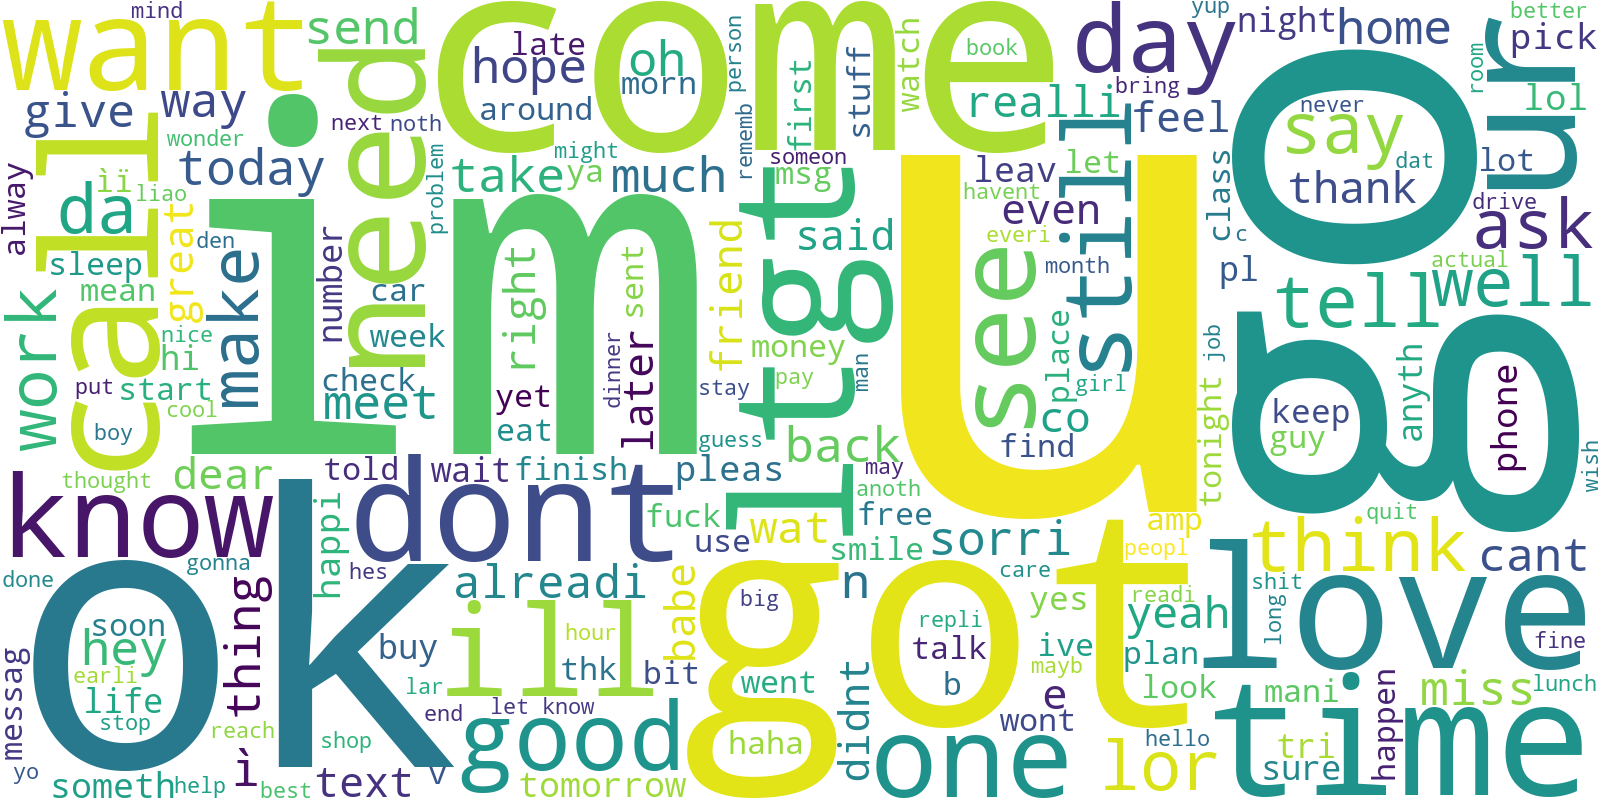 mind
want
send
need
come
late
hope
oh
morn
around
person
watch
stuff
first
book
day
night
home
yup
better
pick
ur
room
lol
give
way
next
noth
wonder
today
call
da
ìï
liao
alway
i
m
take
might
ya
much
rememb
problem
someon
msg
realli
leav
let
havent
even
still
bring
feel
class
say
never
dat
thank
lot
drive
ask
o
g
u
gt
lt
see
everi
said
month
c
pl
tell
well
actual
sleep
mean
great
den
make
number
car
week
right
sent
friend
money
pay
man
place
girl
job
work
nice
hi
put
start
cool
boy
check
meet
yet
eat
dinner
later
stay
guess
back
co
find
tonight
keep
guy
anyth
phone
wish
thought
dear
told
wait
finish
pleas
may
anoth
free
know
dont
happi
fuck
wat
use
smile
sorri
amp
peopl
quit
think
cant
done
gonna
hes
alreadi
n
care
ok
soon
hey
earli
life
stop
thing
ill
hour
babe
big
got
repli
talk
b
yes
readi
yeah
shit
long
love
fine
messag
buy
thk
bit
ive
mayb
plan
lar
let know
went
e
look
mani
miss
lunch
reach
shop
end
good
haha
didnt
one
wont
hello
lor
tri
sure
time
happen
yo
someth
help
í
best
text
v
tomorrow